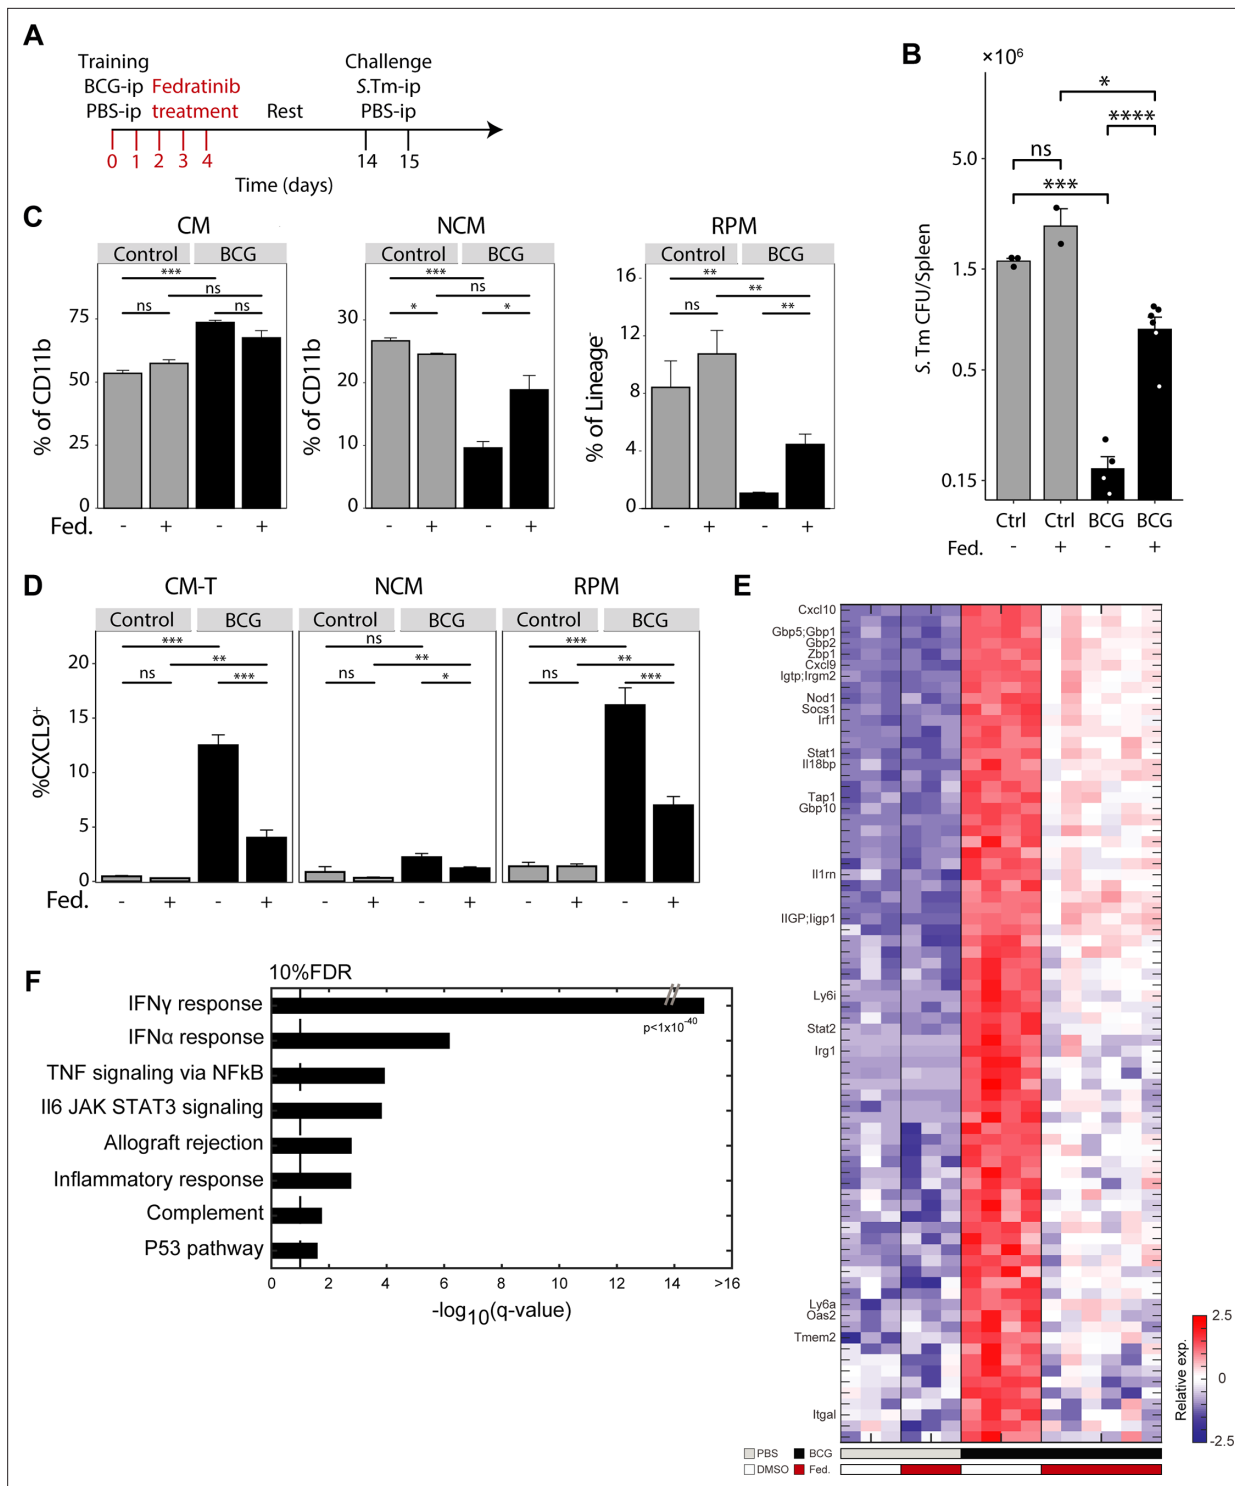 A
Training
BCG-ip
PBS-ip
Fedratinib
treatment
Rest
Challenge
S.Tm-ip
PBS-ip
0 1 2 3 4 14 15
Time (days)
B
×10⁶
*
****
ns
***
5.0
1.5
0.5
0.15
S.Tm CFU/Spleen
Ctrl Ctrl BCG BCG
Fed. - + - +
C
CM
Control BCG
***
ns
ns ns
75
50
25
0
% of CD11b
Fed. - + - +
NCM
Control BCG
***
ns
* *
30
20
10
0
% of CD11b
- + - +
RPM
Control BCG
**
**
ns **
16
12
8
4
0
% of Lineage⁻
- + - +
D
CM-T
Control BCG
***
**
ns ***
20
15
10
5
0
%CXCL9⁺
Fed. - + - +
NCM
Control BCG
ns
**
ns *
- + - +
RPM
Control BCG
***
**
ns ***
- + - +
E
Cxcl10
Gbp5;Gbp1
Gbp2
Zbp1
Cxcl9
Igtp;Irgm2
Nod1
Socs1
Irf1
Stat1
Il18bp
Tap1
Gbp10
Il1rn
IIGP;Iigp1
Ly6i
Stat2
Irg1
Ly6a
Oas2
Tmem2
Itgal
Relative exp.
2.5
0
-2.5
PBS BCG
DMSO Fed.
F
10%FDR
IFNγ response
p<1x10⁻⁴⁰
IFNα response
TNF signaling via NFkB
Il6 JAK STAT3 signaling
Allograft rejection
Inflammatory response
Complement
P53 pathway
0 2 4 6 8 10 12 14 >16
-log₁₀(q-value)